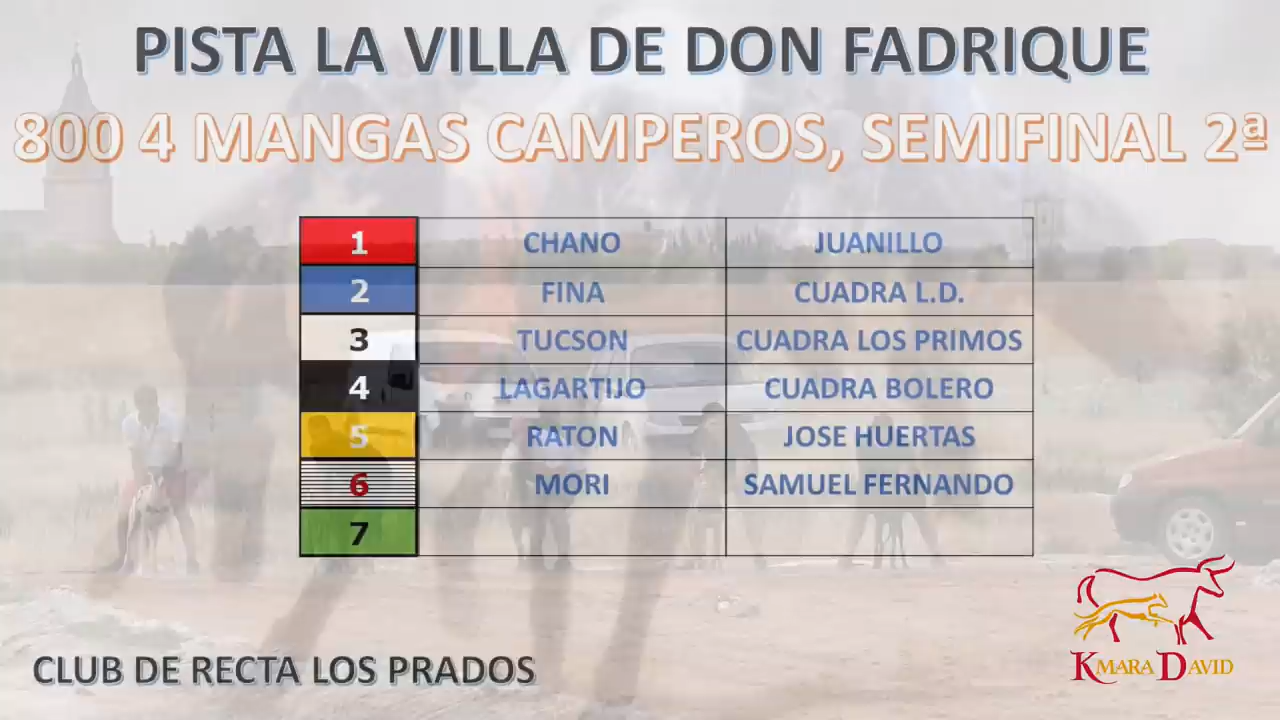 PISTA LA VILLA DE DON FADRIQUE
800 4 MANGAS CAMPEROS, SEMIFINAL 2ª
1 CHANO JUANILLO
2 FINA CUADRA L.D.
3 TUCSON CUADRA LOS PRIMOS
4 LAGARTIJO CUADRA BOLERO
5 RATON JOSE HUERTAS
6 MORI SAMUEL FERNANDO
7
CLUB DE RECTA LOS PRADOS
KMARA DAVID